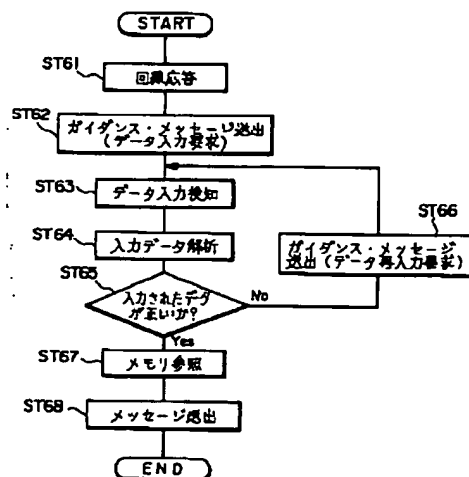 START
ST61
回線応答
ST62
ガイダンス・メッセージ送出
(データ入力要求)
ST63
データ入力検知
ST64
入力データ解析
ST65
入力されたデータ
が正いか?
No
Yes
ST66
ガイダンス・メッセージ
送出(データ再入力要求)
ST67
メモリ参照
ST68
メッセージ送出
END